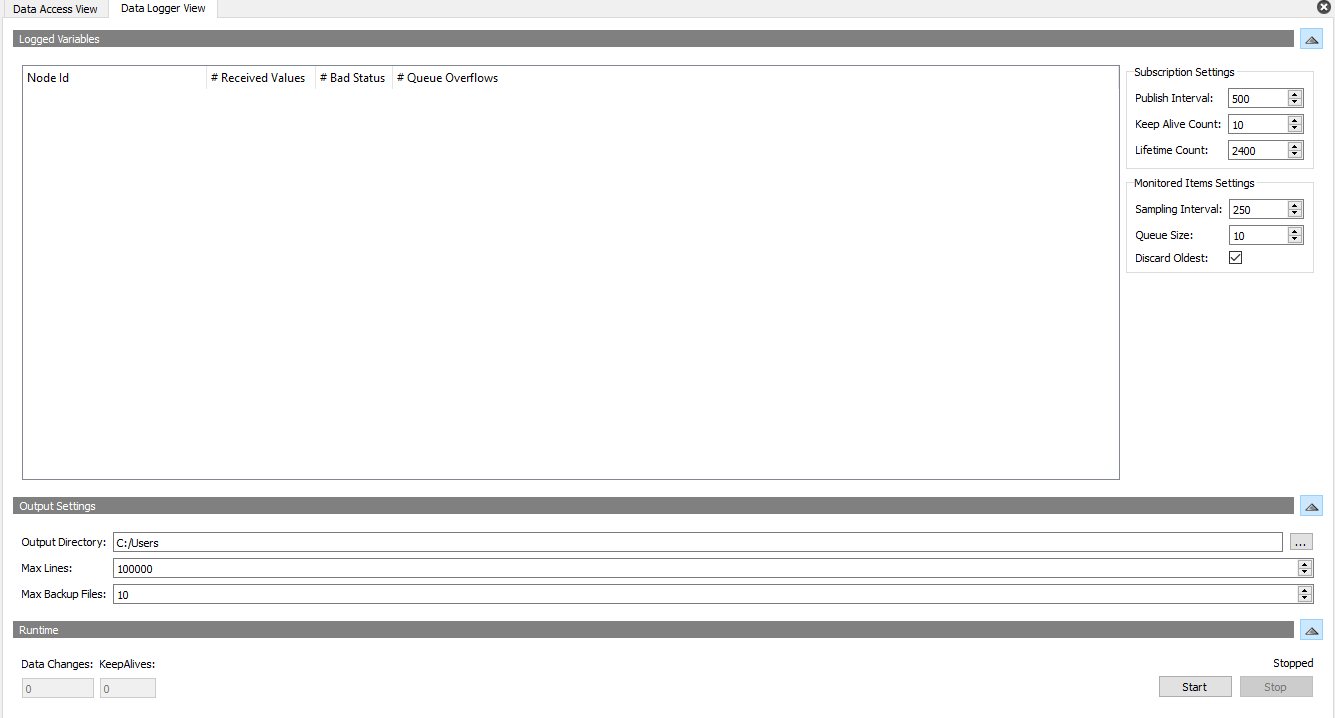 Data Access View Data Logger View
Logged Variables
Node Id # Received Values # Bad Status # Queue Overflows
Subscription Settings
Publish Interval: 500
Keep Alive Count: 10
Lifetime Count: 2400
Monitored Items Settings
Sampling Interval: 250
Queue Size: 10
Discard Oldest:
Output Settings
Output Directory: C:/Users ...
Max Lines: 100000
Max Backup Files: 10
Runtime
Data Changes: KeepAlives: Stopped
0 0 Start Stop